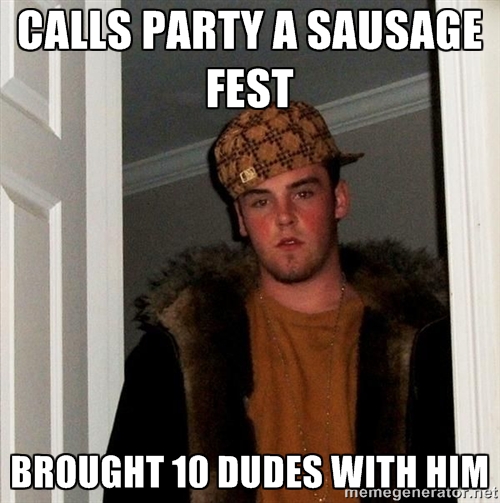 CALLS PARTY A SAUSAGE
FEST
BROUGHT 10 DUDES WITH HIM
memegenerator.net